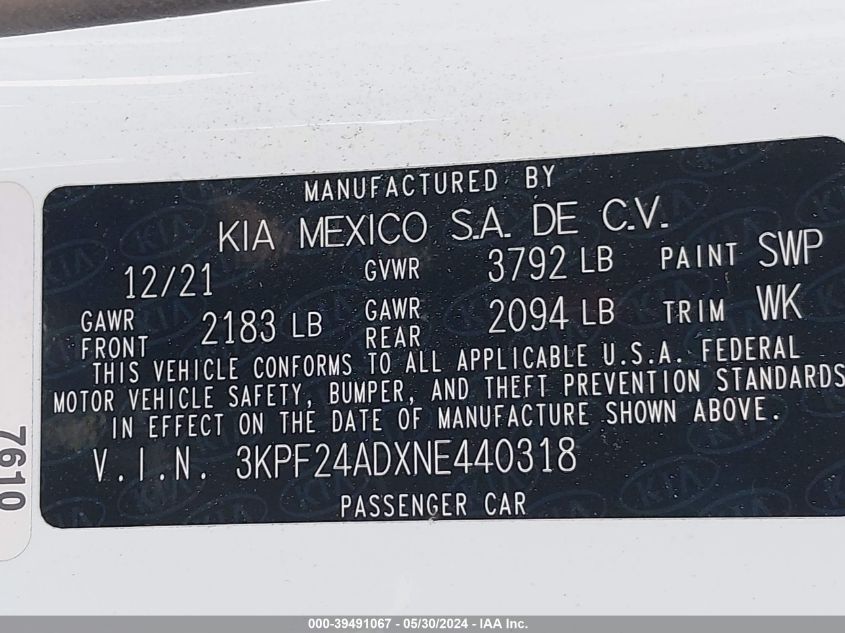 MANUFACTURED BY
KIA MEXICO S.A. DE C.V.
12/21 GVWR 3792 LB PAINT SWP
GAWR FRONT 2183 LB GAWR REAR 2094 LB TRIM WK
THIS VEHICLE CONFORMS TO ALL APPLICABLE U.S.A. FEDERAL
MOTOR VEHICLE SAFETY, BUMPER, AND THEFT PREVENTION STANDARDS
IN EFFECT ON THE DATE OF MANUFACTURE SHOWN ABOVE.
V.I.N. 3KPF24ADXNE440318
PASSENGER CAR
7610
000-39491067 - 05/30/2024 - IAA Inc.